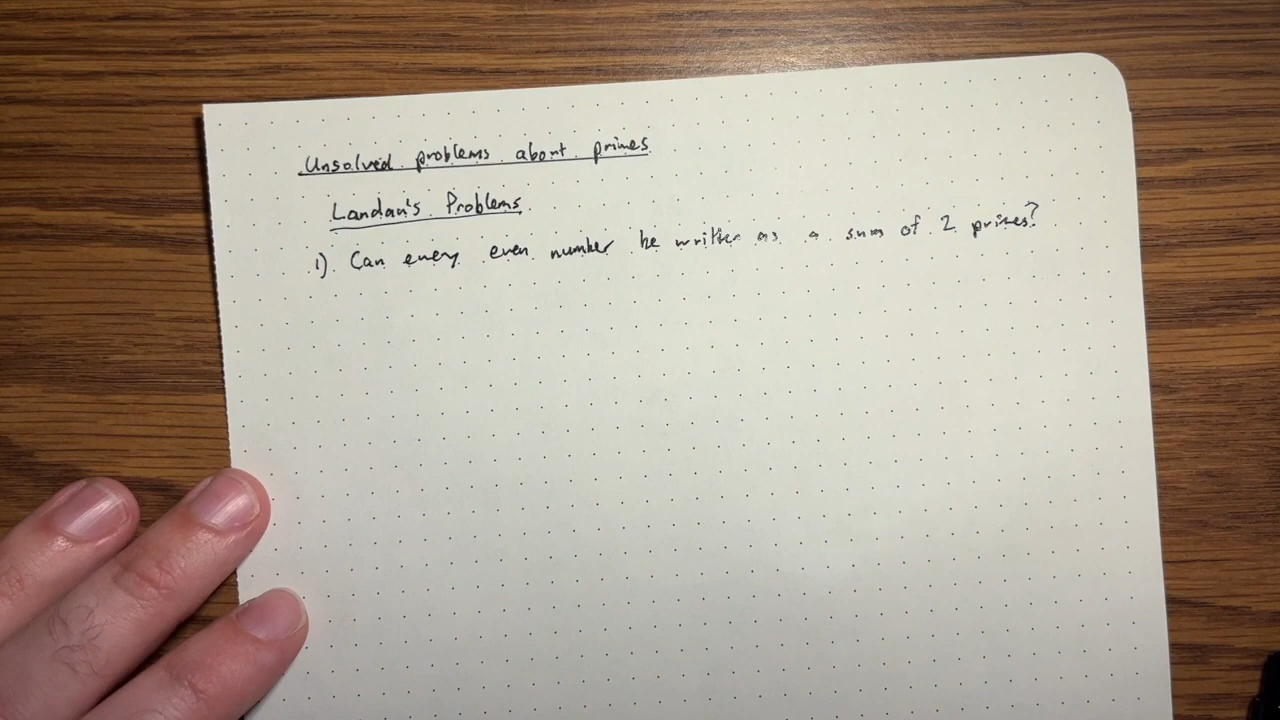 Unsolved problems about primes
Landau's Problems
1) Can every even number be written as a sum of 2 primes?